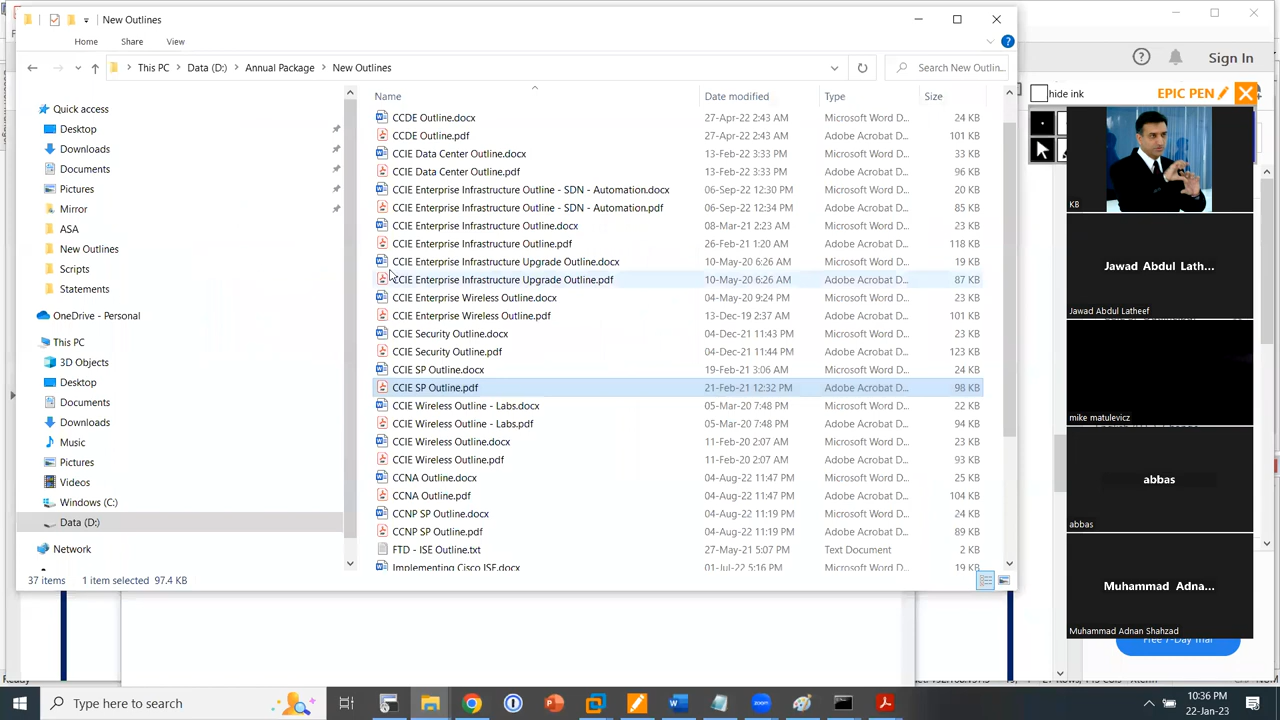 New Outlines
Home Share View
This PC Data (D:) Annual Package New Outlines
Search New Outlin...
Name Date modified Type Size
CCDE Outline.docx 27-Apr-22 2:43 AM Microsoft Word D... 24 KB
CCDE Outline.pdf 27-Apr-22 2:43 AM Adobe Acrobat D... 101 KB
CCIE Data Center Outline.docx 13-Feb-22 3:33 PM Microsoft Word D... 33 KB
CCIE Data Center Outline.pdf 13-Feb-22 3:33 PM Adobe Acrobat D... 96 KB
CCIE Enterprise Infrastructure Outline - SDN - Automation.docx 06-Sep-22 12:30 PM Microsoft Word D... 20 KB
CCIE Enterprise Infrastructure Outline - SDN - Automation.pdf 06-Sep-22 12:34 PM Adobe Acrobat D... 85 KB
CCIE Enterprise Infrastructure Outline.docx 08-Mar-21 2:23 AM Microsoft Word D... 23 KB
CCIE Enterprise Infrastructure Outline.pdf 26-Feb-21 1:20 AM Adobe Acrobat D... 118 KB
CCIE Enterprise Infrastructure Upgrade Outline.docx 10-May-20 6:26 AM Microsoft Word D... 19 KB
CCIE Enterprise Infrastructure Upgrade Outline.pdf 10-May-20 6:26 AM Adobe Acrobat D... 87 KB
CCIE Enterprise Wireless Outline.docx 04-May-20 9:24 PM Microsoft Word D... 23 KB
CCIE Enterprise Wireless Outline.pdf 13-Dec-19 2:37 AM Adobe Acrobat D... 101 KB
CCIE Security Outline.docx 04-Dec-21 11:43 PM Microsoft Word D... 23 KB
CCIE Security Outline.pdf 04-Dec-21 11:44 PM Adobe Acrobat D... 123 KB
CCIE SP Outline.docx 19-Feb-21 3:06 AM Microsoft Word D... 24 KB
CCIE SP Outline.pdf 21-Feb-21 12:32 PM Adobe Acrobat D... 98 KB
CCIE Wireless Outline - Labs.docx 05-Mar-20 7:48 PM Microsoft Word D... 22 KB
CCIE Wireless Outline - Labs.pdf 05-Mar-20 7:48 PM Adobe Acrobat D... 94 KB
CCIE Wireless Outline.docx 11-Feb-20 2:07 AM Microsoft Word D... 23 KB
CCIE Wireless Outline.pdf 11-Feb-20 2:07 AM Adobe Acrobat D... 93 KB
CCNA Outline.docx 04-Aug-22 11:47 PM Microsoft Word D... 25 KB
CCNA Outline.pdf 04-Aug-22 11:47 PM Adobe Acrobat D... 104 KB
CCNP SP Outline.docx 04-Aug-22 11:19 PM Microsoft Word D... 24 KB
CCNP SP Outline.pdf 04-Aug-22 11:19 PM Adobe Acrobat D... 89 KB
FTD - ISE Outline.txt 27-May-21 5:07 PM Text Document 2 KB
Implementing Cisco ISE.docx 01-Jul-22 5:16 PM Microsoft Word D... 19 KB
Quick access
Desktop
Downloads
Documents
Pictures
Mirror
ASA
New Outlines
Scripts
Statements
OneDrive - Personal
This PC
3D Objects
Desktop
Documents
Downloads
Music
Pictures
Videos
Windows (C:)
Data (D:)
Network
37 items 1 item selected 97.4 KB
Sign In
hide ink EPIC PEN
KB
Jawad Abdul Lath...
Jawad Abdul Latheef
mike matulevicz
abbas
abbas
Muhammad Adna...
Muhammad Adnan Shahzad
Free 7-Day Trial
Ready
Type here to search
10:36 PM
22-Jan-23